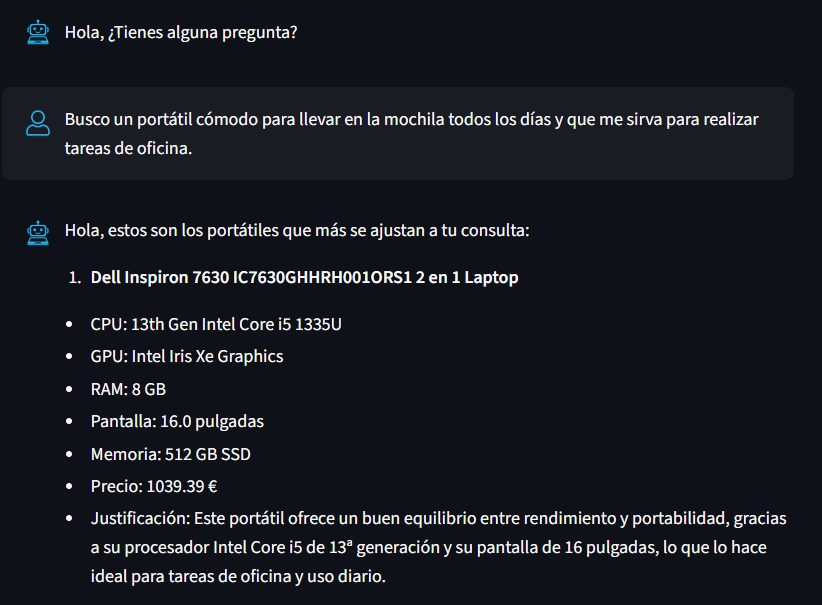 Hola, ¿Tienes alguna pregunta?
Busco un portátil cómodo para llevar en la mochila todos los días y que me sirva para realizar
tareas de oficina.
Hola, estos son los portátiles que más se ajustan a tu consulta:
1. Dell Inspiron 7630 IC7630GHHRH001ORS1 2 en 1 Laptop
• CPU: 13th Gen Intel Core i5 1335U
• GPU: Intel Iris Xe Graphics
• RAM: 8 GB
• Pantalla: 16.0 pulgadas
• Memoria: 512 GB SSD
• Precio: 1039.39 €
• Justificación: Este portátil ofrece un buen equilibrio entre rendimiento y portabilidad, gracias
a su procesador Intel Core i5 de 13ª generación y su pantalla de 16 pulgadas, lo que lo hace
ideal para tareas de oficina y uso diario.